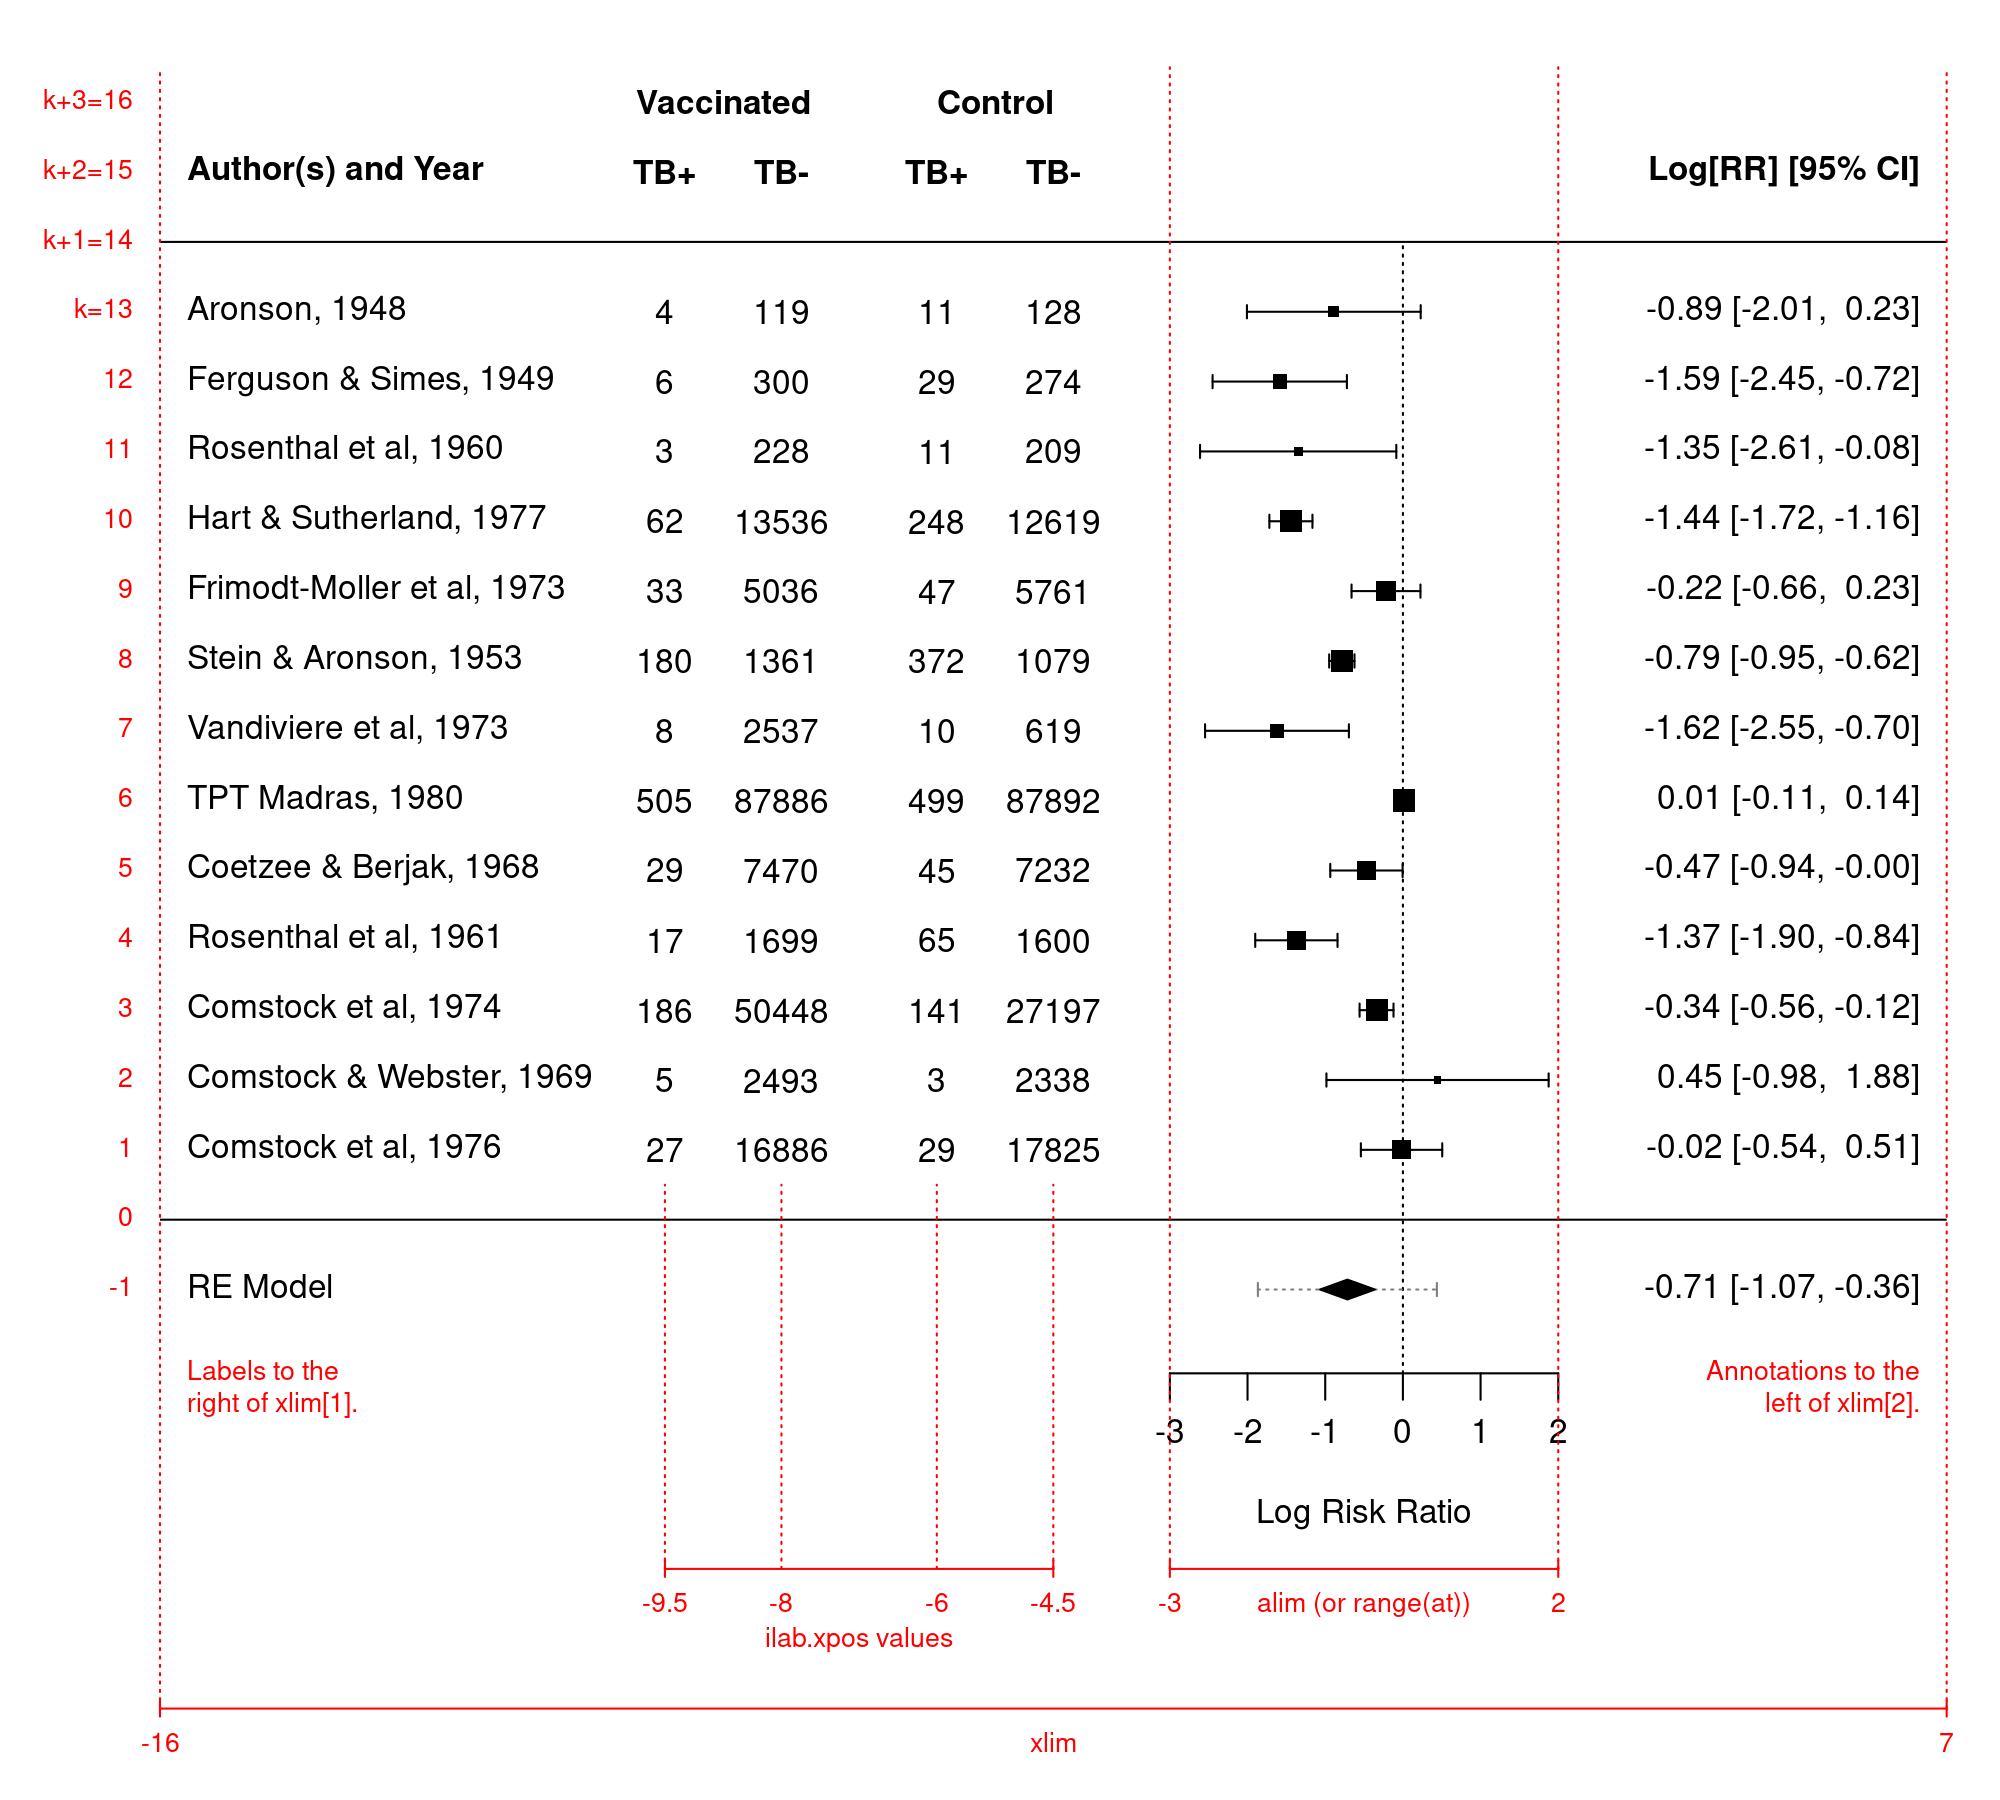 k+3=16 Vaccinated Control
k+2=15 Author(s) and Year TB+ TB- TB+ TB- Log[RR] [95% CI]
k+1=14
k=13 Aronson, 1948 4 119 11 128 -0.89 [-2.01, 0.23]
12 Ferguson & Simes, 1949 6 300 29 274 -1.59 [-2.45, -0.72]
11 Rosenthal et al, 1960 3 228 11 209 -1.35 [-2.61, -0.08]
10 Hart & Sutherland, 1977 62 13536 248 12619 -1.44 [-1.72, -1.16]
9 Frimodt-Moller et al, 1973 33 5036 47 5761 -0.22 [-0.66, 0.23]
8 Stein & Aronson, 1953 180 1361 372 1079 -0.79 [-0.95, -0.62]
7 Vandiviere et al, 1973 8 2537 10 619 -1.62 [-2.55, -0.70]
6 TPT Madras, 1980 505 87886 499 87892 0.01 [-0.11, 0.14]
5 Coetzee & Berjak, 1968 29 7470 45 7232 -0.47 [-0.94, -0.00]
4 Rosenthal et al, 1961 17 1699 65 1600 -1.37 [-1.90, -0.84]
3 Comstock et al, 1974 186 50448 141 27197 -0.34 [-0.56, -0.12]
2 Comstock & Webster, 1969 5 2493 3 2338 0.45 [-0.98, 1.88]
1 Comstock et al, 1976 27 16886 29 17825 -0.02 [-0.54, 0.51]
0
-1 RE Model -0.71 [-1.07, -0.36]
Labels to the
right of xlim[1].
Annotations to the
left of xlim[2].
-3 -2 -1 0 1 2
Log Risk Ratio
-9.5 -8 -6 -4.5 -3 alim (or range(at)) 2
ilab.xpos values
-16 xlim 7